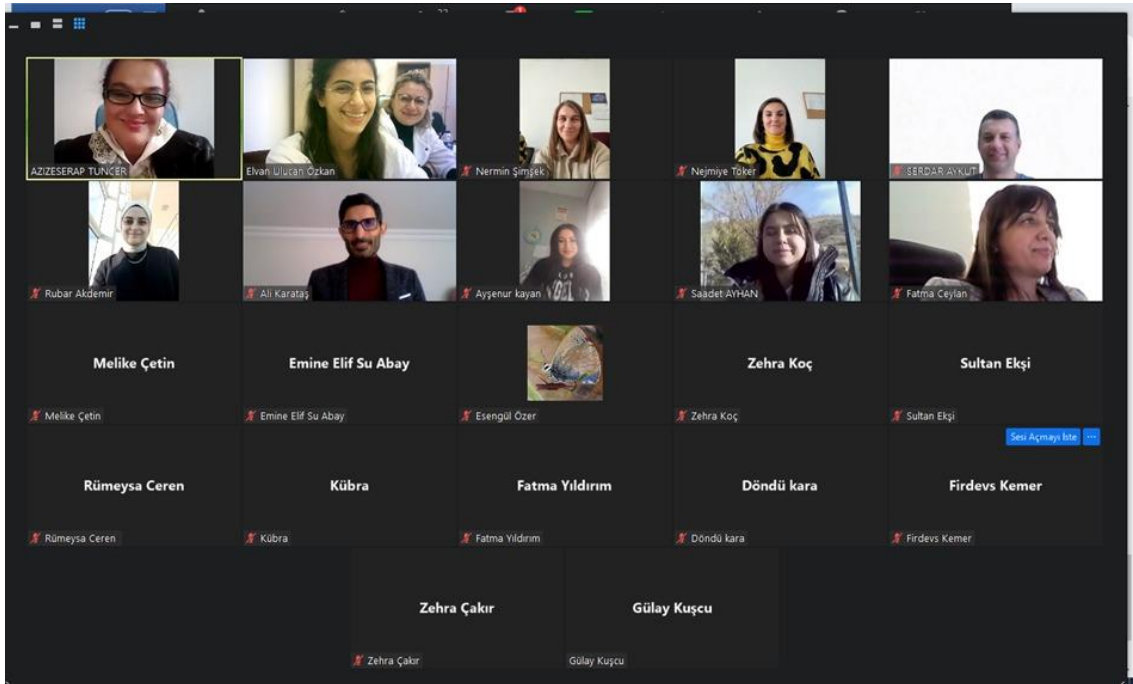 AZIZESERAP TUNCER
Elvan Ulucan Özkan
Nermin Şimşek
Nejmiye Toker
SERDAR AYKUT
Rubar Akdemir
Ali Karataş
Ayşenur kayan
Saadet AYHAN
Fatma Ceylan
Melike Çetin
Emine Elif Su Abay
Zehra Koç
Sultan Ekşi
Melike Çetin
Emine Elif Su Abay
Esengül Özer
Zehra Koç
Sultan Ekşi
Sesi Açmayı İste
Rümeysa Ceren
Kübra
Fatma Yıldırım
Döndü kara
Firdevs Kemer
Rümeysa Ceren
Kübra
Fatma Yıldırım
Döndü kara
Firdevs Kemer
Zehra Çakır
Gülay Kuşcu
Zehra Çakır
Gülay Kuşcu